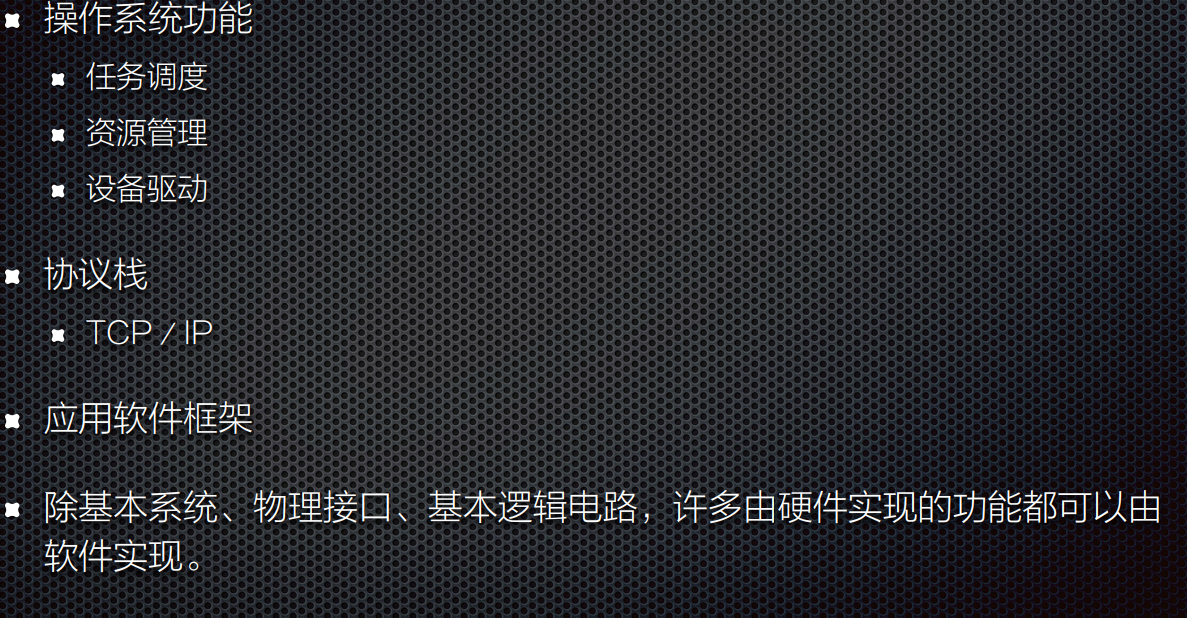 操作系统功能
任务调度
资源管理
设备驱动
协议栈
TCP / IP
应用软件框架
除基本系统、物理接口、基本逻辑电路，许多由硬件实现的功能都可以由
软件实现。